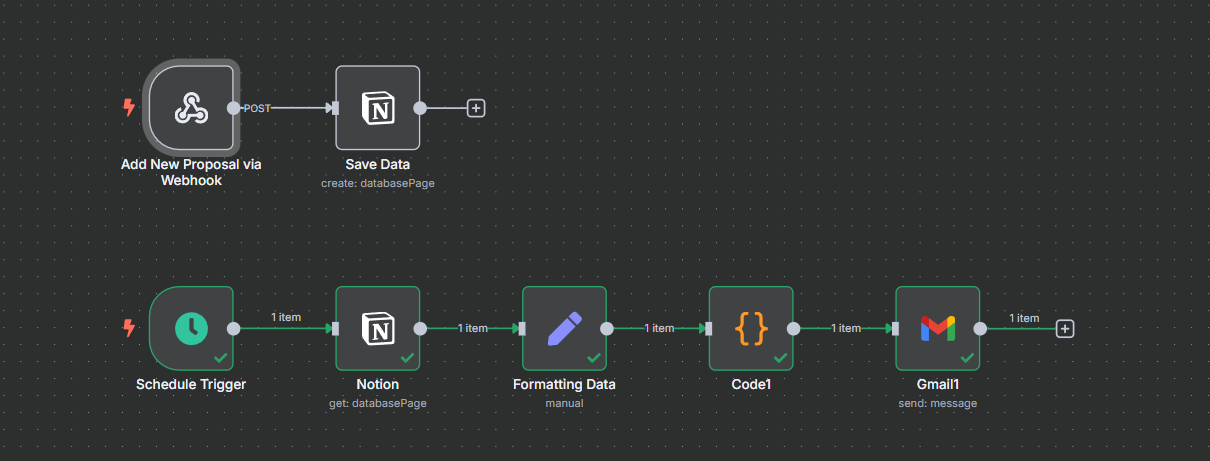 POST
Add New Proposal via
Webhook
Save Data
create: databasePage
1 item
1 item
1 item
1 item
1 item
Schedule Trigger
Notion
get: databasePage
Formatting Data
manual
Code1
Gmail1
send: message